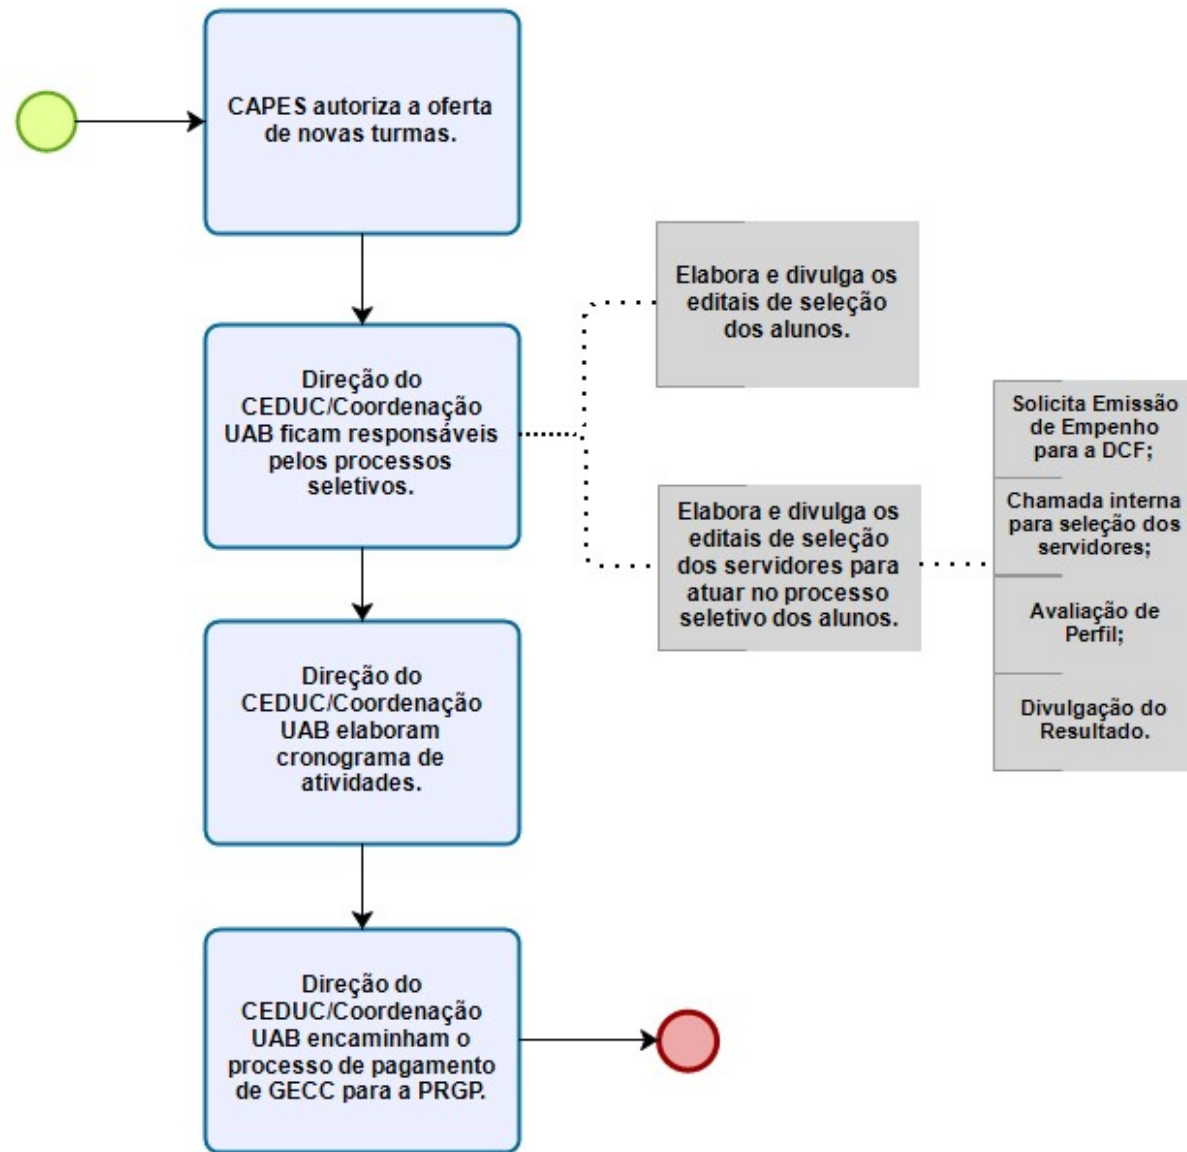 CAPES autoriza a oferta
de novas turmas.
Direção do
CEDUC/Coordenação
UAB ficam responsáveis
pelos processos
seletivos.
Elabora e divulga os
editais de seleção
dos alunos.
Elabora e divulga os
editais de seleção
dos servidores para
atuar no processo
seletivo dos alunos.
Solicita Emissão
de Empenho
para a DCF;
Chamada interna
para seleção dos
servidores;
Avaliação de
Perfil;
Divulgação do
Resultado.
Direção do
CEDUC/Coordenação
UAB elaboram
cronograma de
atividades.
Direção do
CEDUC/Coordenação
UAB encaminham o
processo de pagamento
de GECC para a PRGP.